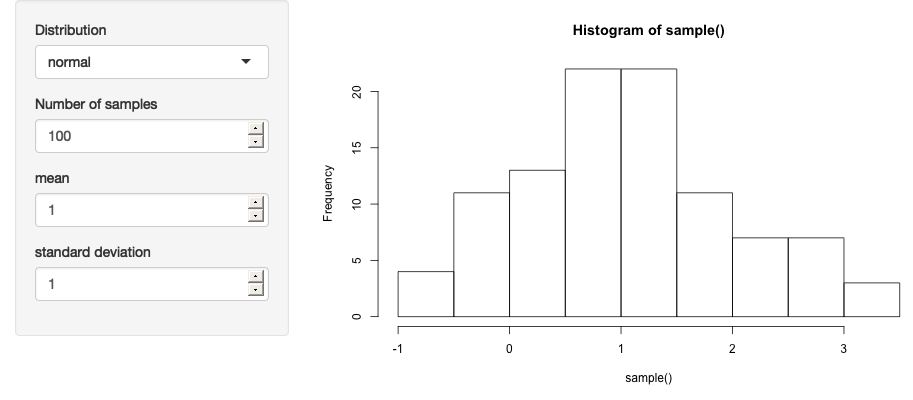 Distribution
normal
Number of samples
100
mean
1
standard deviation
1
Histogram of sample()
Frequency
20
15
10
5
0
-1 0 1 2 3
sample()